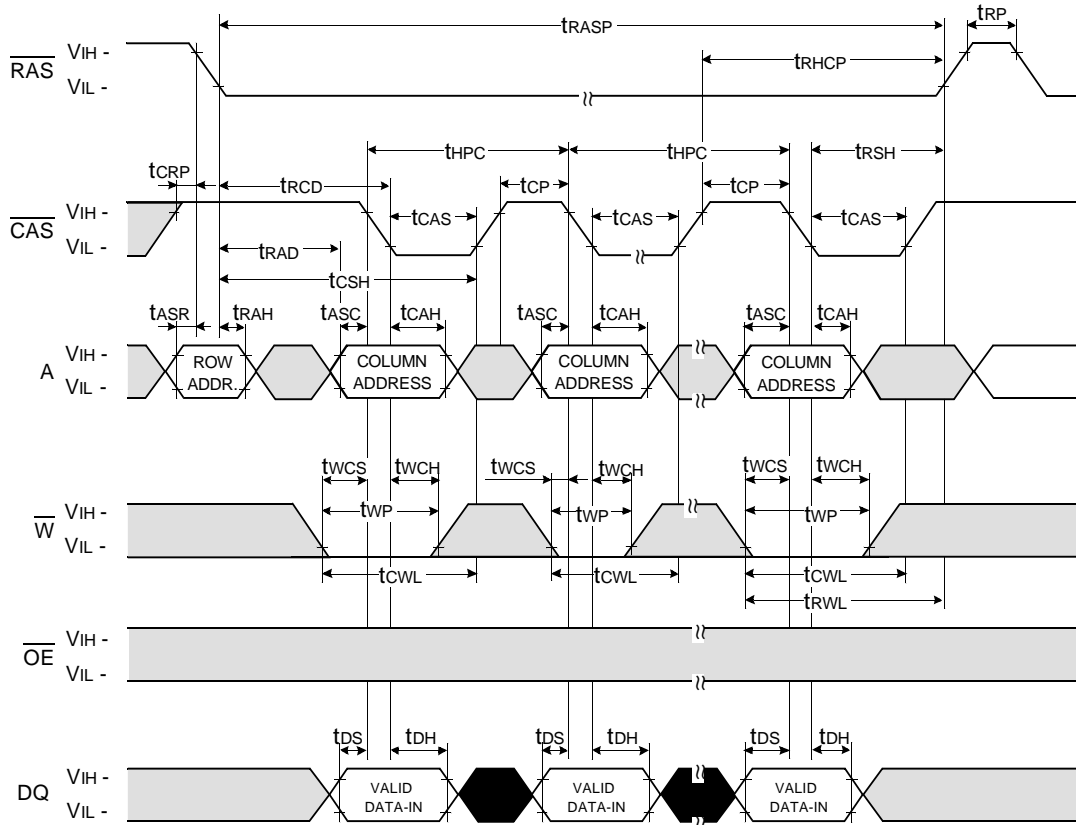 tRASP
tRP
RAS
VIH -
VIL -
tRHCP
tHPC
tHPC
tRSH
tCRP
tRCD
tCP
tCP
CAS
VIH -
VIL -
tCAS
tCAS
tCAS
tRAD
tCSH
tASR
tRAH
tASC
tCAH
tASC
tCAH
tASC
tCAH
A
VIH -
VIL -
ROW
ADDR.
COLUMN
ADDRESS
COLUMN
ADDRESS
COLUMN
ADDRESS
tWCS
tWCH
tWCS
tWCH
tWCS
tWCH
W
VIH -
VIL -
tWP
tWP
tWP
tCWL
tCWL
tCWL
tRWL
OE
VIH -
VIL -
tDS
tDH
tDS
tDH
tDS
tDH
DQ
VIH -
VIL -
VALID
DATA-IN
VALID
DATA-IN
VALID
DATA-IN